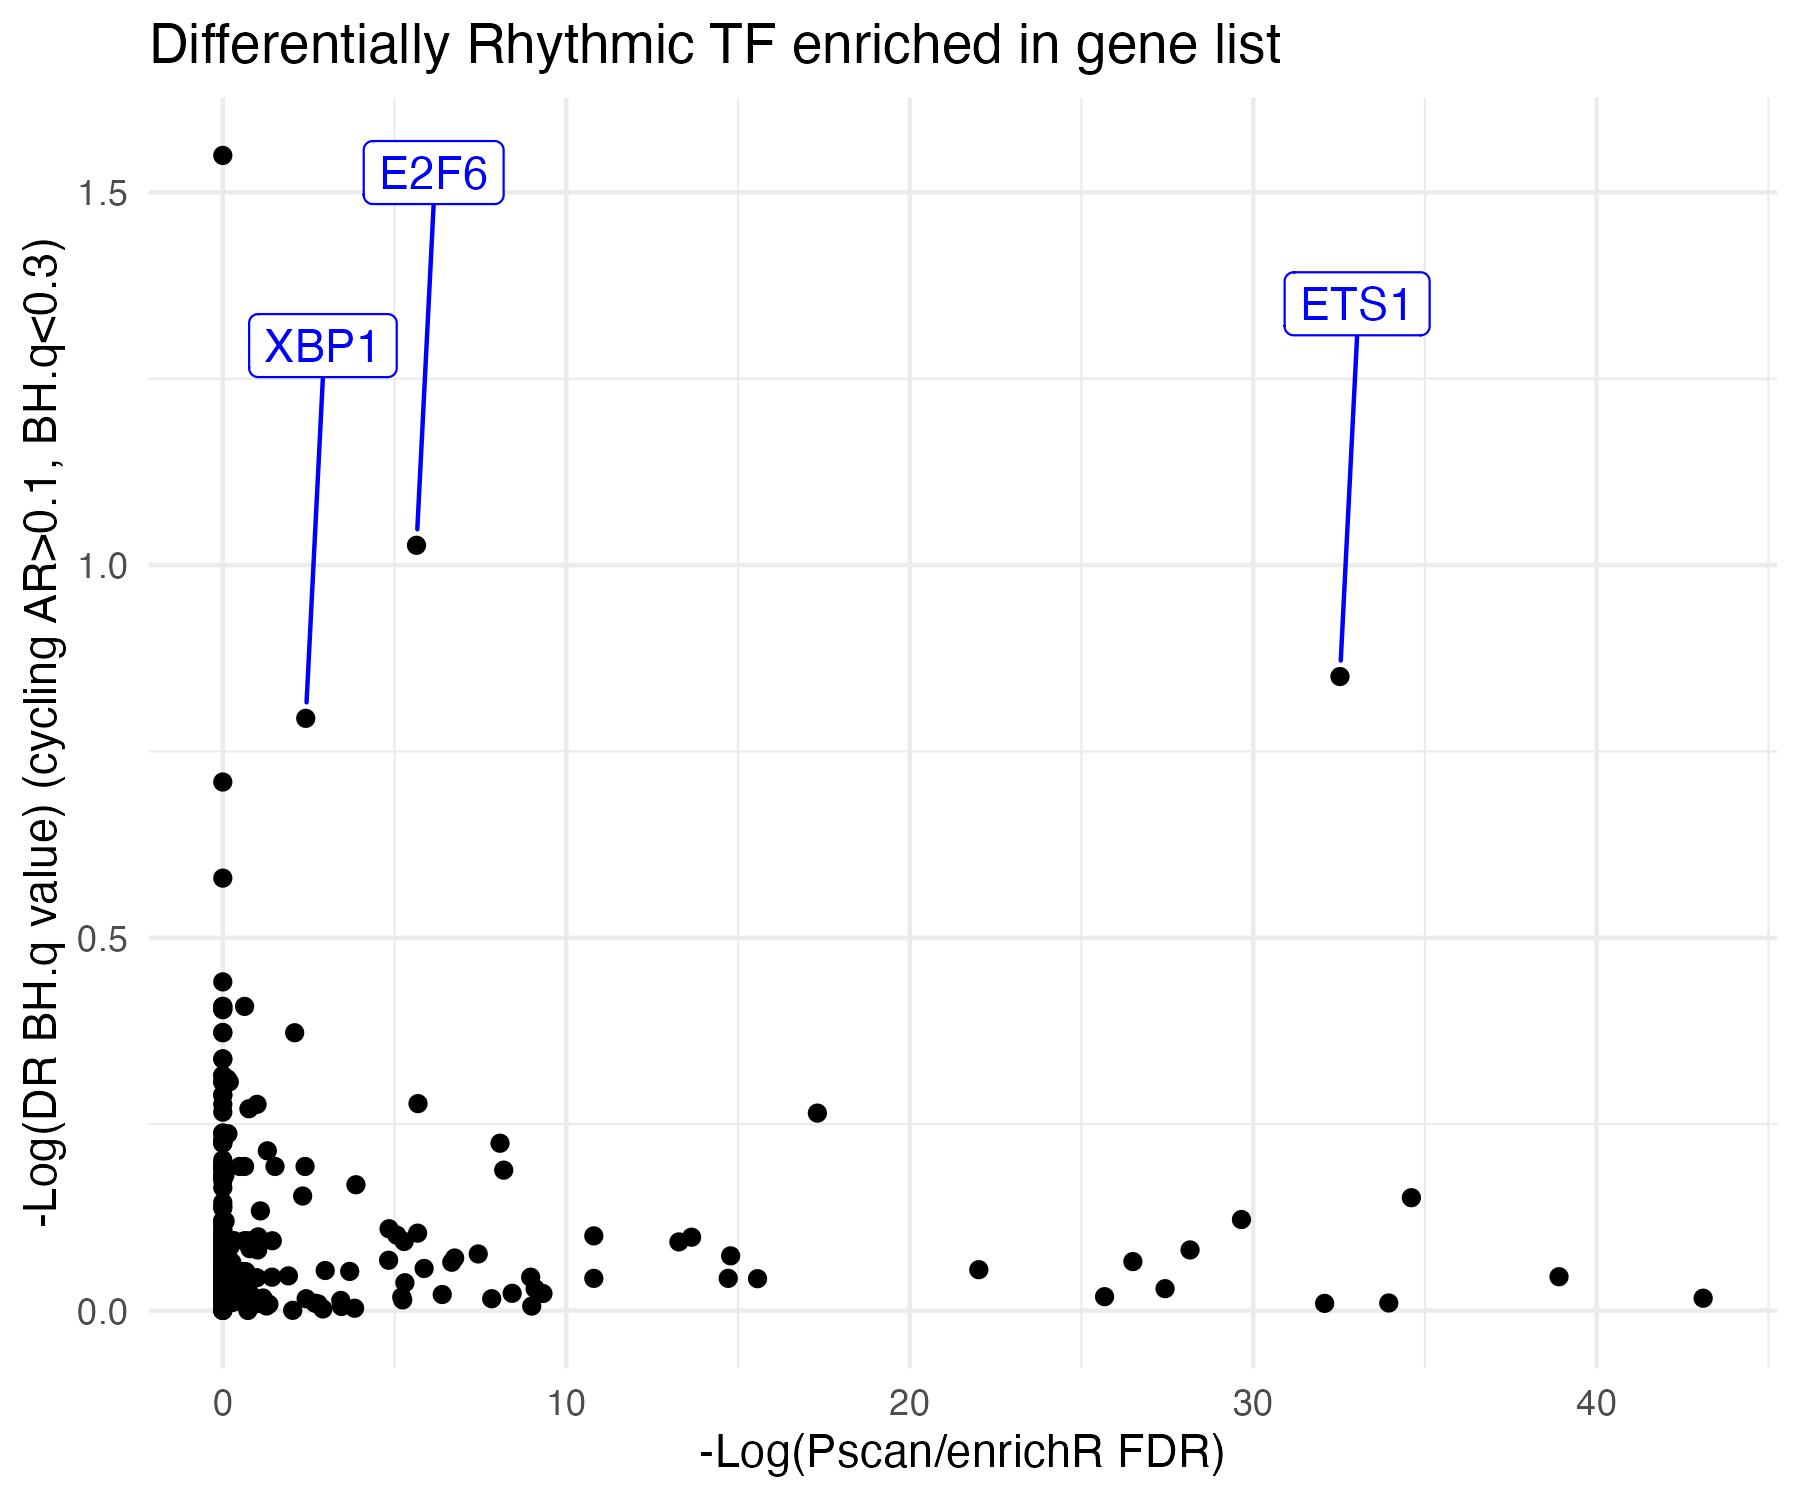 Differentially Rhythmic TF enriched in gene list
-Log(DR BH.q value) (cycling AR>0.1, BH.q<0.3)
1.5
1.0
0.5
0.0
E2F6
ETS1
XBP1
0 10 20 30 40
-Log(Pscan/enrichR FDR)